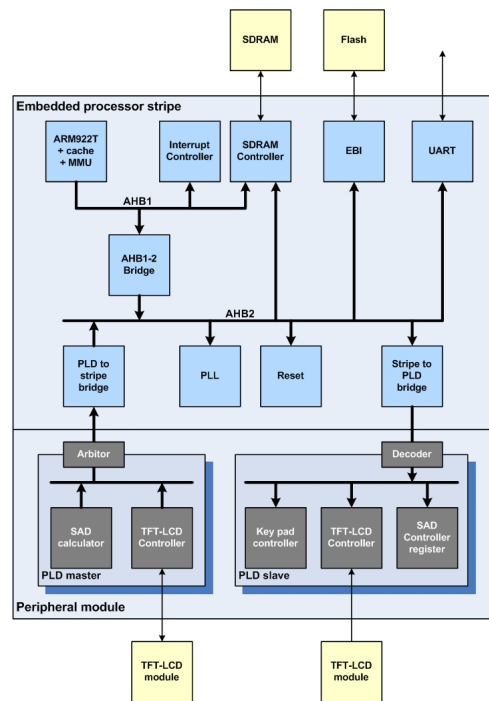 SDRAM
Flash
Embedded processor stripe
ARM922T
+ cache
+ MMU
Interrupt
Controller
SDRAM
Controller
EBI
UART
AHB1
AHB1-2
Bridge
AHB2
PLD to
stripe
bridge
PLL
Reset
Stripe to
PLD
bridge
Arbitor
Decoder
SAD
calculator
TFT-LCD
Controller
PLD master
Key pad
controller
TFT-LCD
Controller
SAD
Controller
register
PLD slave
Peripheral module
TFT-LCD
module
TFT-LCD
module